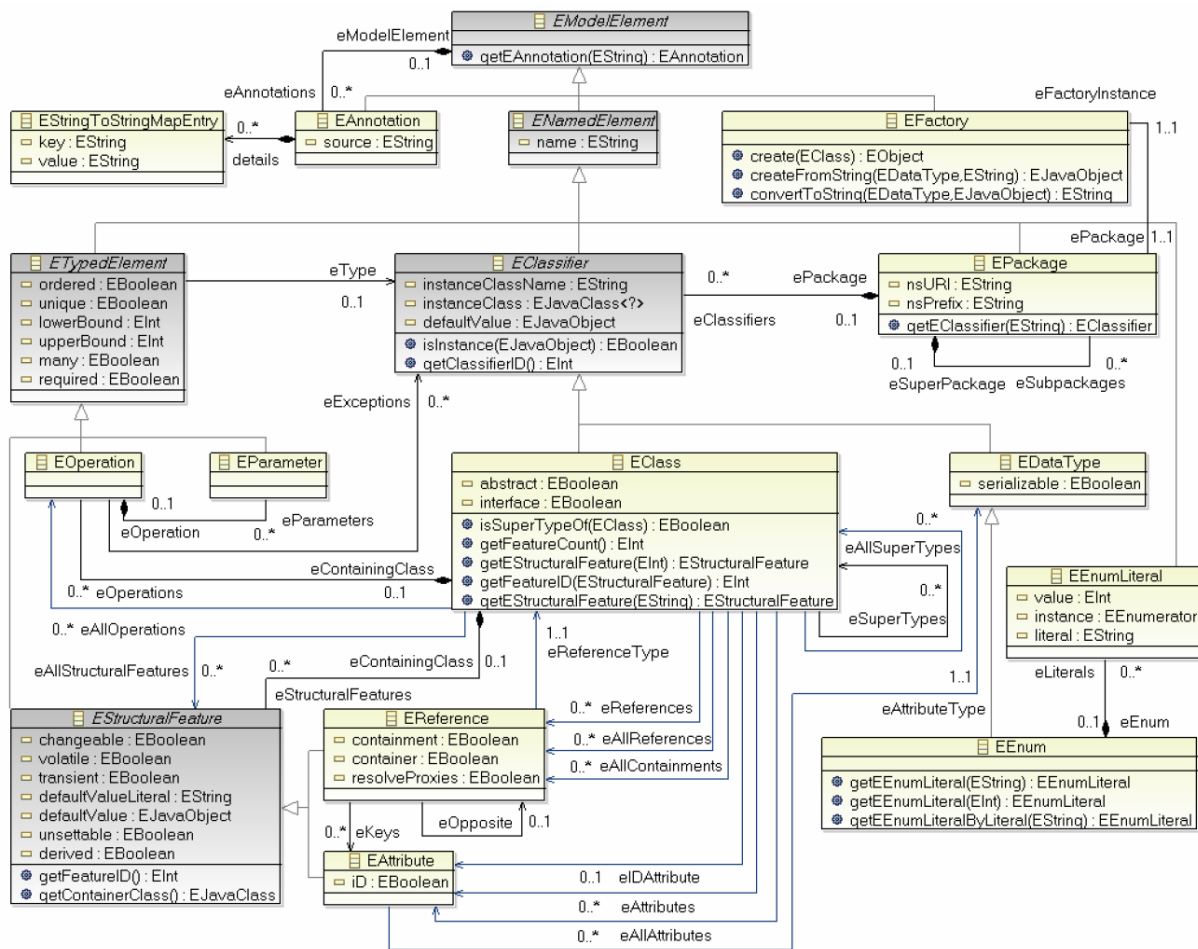 EModelElement
getEAnnotation(EString) : EAnnotation
eModelElement
0..1
eAnnotations
0..*
EStringToStringMapEntry
key : EString
value : EString
0..*
details
EAnnotation
source : EString
ENamedElement
name : EString
eFactoryInstance
EFactory
create(EClass) : EObject
createFromString(EDataType,EString) : EJavaObject
convertToString(EDataType,EJavaObject) : EString
1..1
ePackage
1..1
ETypedElement
ordered : EBoolean
unique : EBoolean
lowerBound : EInt
upperBound : EInt
many : EBoolean
required : EBoolean
eType
0..1
EClassifier
instanceClassName : EString
instanceClass : EJavaClass<?>
defaultValue : EJavaObject
isInstance(EJavaObject) : EBoolean
getClassifierID() : EInt
0..*
ePackage
eClassifiers
0..1
EPackage
nsURI : EString
nsPrefix : EString
getEClassifier(EString) : EClassifier
0..1
0..*
eSuperPackage
eSubpackages
eExceptions
0..*
EOperation
EParameter
0..1
eOperation
eParameters
0..*
EClass
abstract : EBoolean
interface : EBoolean
isSuperTypeOf(EClass) : EBoolean
getFeatureCount() : EInt
getEStructuralFeature(EInt) : EStructuralFeature
getFeatureID(EStructuralFeature) : EInt
getEStructuralFeature(EString) : EStructuralFeature
EDataType
serializable : EBoolean
0..*
eAllSuperTypes
0..*
eSuperTypes
eContainingClass
0..1
0..*
eOperations
EEnumLiteral
value : EInt
instance : EEnumerator
literal : EString
0..*
eAllOperations
1..1
eReferenceType
eContainingClass
0..1
eAllStructuralFeatures
0..*
0..*
eStructuralFeatures
1..1
eLiterals
0..*
eAttributeType
0..1
eEnum
EStructuralFeature
changeable : EBoolean
volatile : EBoolean
transient : EBoolean
defaultValueLiteral : EString
defaultValue : EJavaObject
unsettable : EBoolean
derived : EBoolean
getFeatureID() : EInt
getContainerClass() : EJavaClass
EReference
containment : EBoolean
container : EBoolean
resolveProxies : EBoolean
0..*
eReferences
0..*
eAllReferences
0..*
eAllContainments
EEnum
getEEnumLiteral(EString) : EEnumLiteral
getEEnumLiteral(EInt) : EEnumLiteral
getEEnumLiteralByLiteral(EString) : EEnumLiteral
eOpposite
0..1
0..*
eKeys
EAttribute
iD : EBoolean
0..1
eIDAttribute
0..*
eAttributes
0..*
eAllAttributes